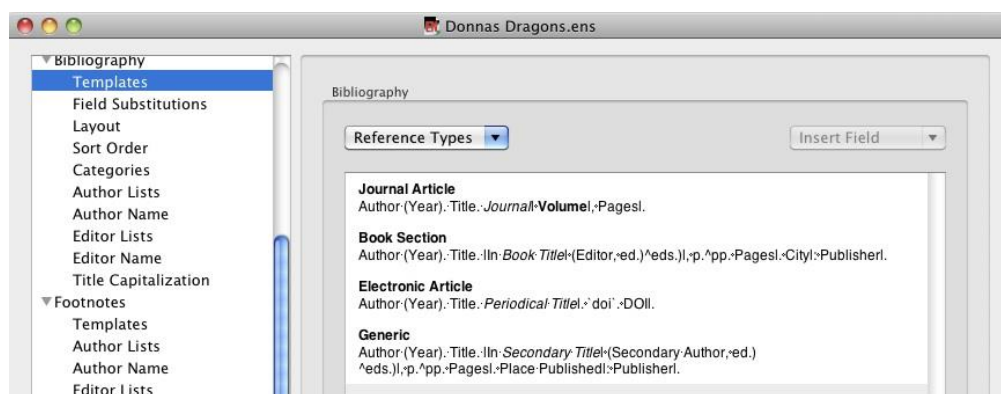 Donnas Dragons.ens
Bibliography
Templates
Field Substitutions
Layout
Sort Order
Categories
Author Lists
Author Name
Editor Lists
Editor Name
Title Capitalization
Footnotes
Templates
Author Lists
Author Name
Editor Lists
Bibliography
Reference Types
Insert Field
Journal Article
Author·(Year).·Title.·Journal|·Volume|,·Pages|.
Book Section
Author·(Year).·Title.·|In·Book·Title|·(Editor,·ed.)^eds.)|,·p.^pp.·Pages|.·City|:·Publisher|.
Electronic Article
Author·(Year).·Title.·Periodical·Title|.·`doi`.·DOI|.
Generic
Author·(Year).·Title.·|In·Secondary·Title|·(Secondary·Author,·ed.)
^eds.)|,·p.^pp.·Pages|.·Place·Published|:·Publisher|.